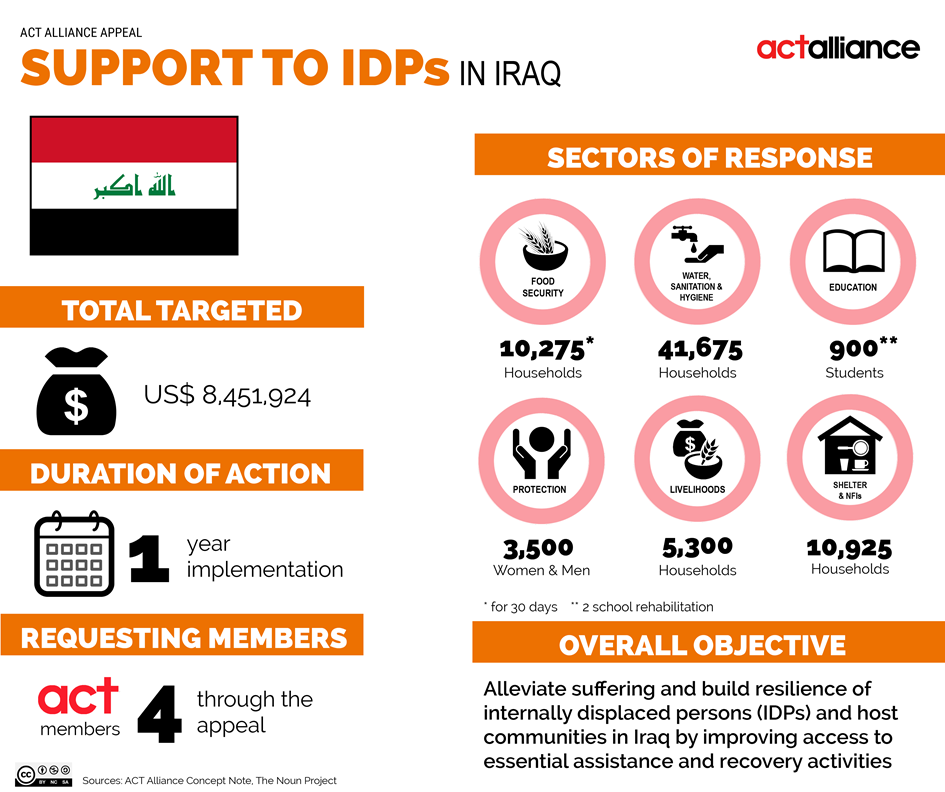 ACT ALLIANCE APPEAL
SUPPORT TO IDPs IN IRAQ
actalliance
الله اكبر
TOTAL TARGETED
$
US$ 8,451,924
DURATION OF ACTION
1
year
implementation
REQUESTING MEMBERS
act
members
4
through the
appeal
SECTORS OF RESPONSE
FOOD
SECURITY
10,275*
Households
WATER,
SANITATION &
HYGIENE
41,675
Households
EDUCATION
900**
Students
PROTECTION
3,500
Women & Men
$
LIVELIHOODS
5,300
Households
SHELTER
& NFIs
10,925
Households
* for 30 days ** 2 school rehabilitation
OVERALL OBJECTIVE
Alleviate suffering and build resilience of
internally displaced persons (IDPs) and host
communities in Iraq by improving access to
essential assistance and recovery activities
cc
BY NC SA
Sources: ACT Alliance Concept Note, The Noun Project